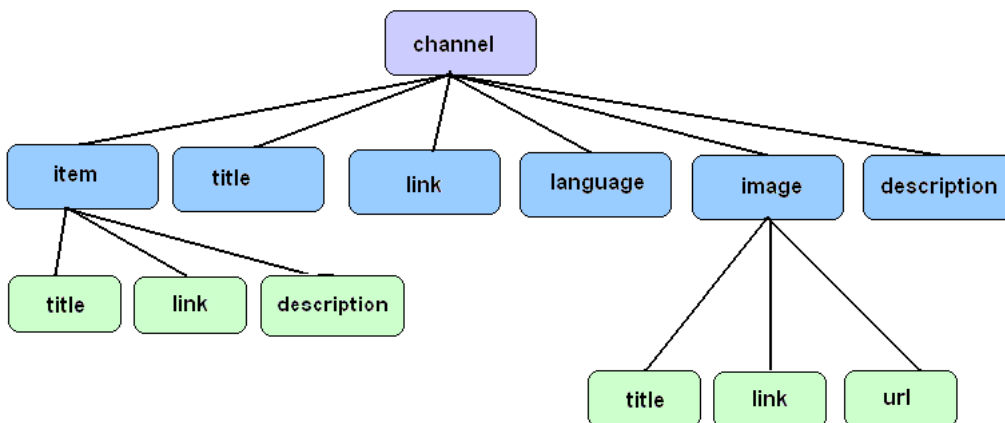 channel
item
title
link
language
image
description
title
link
description
title
link
url